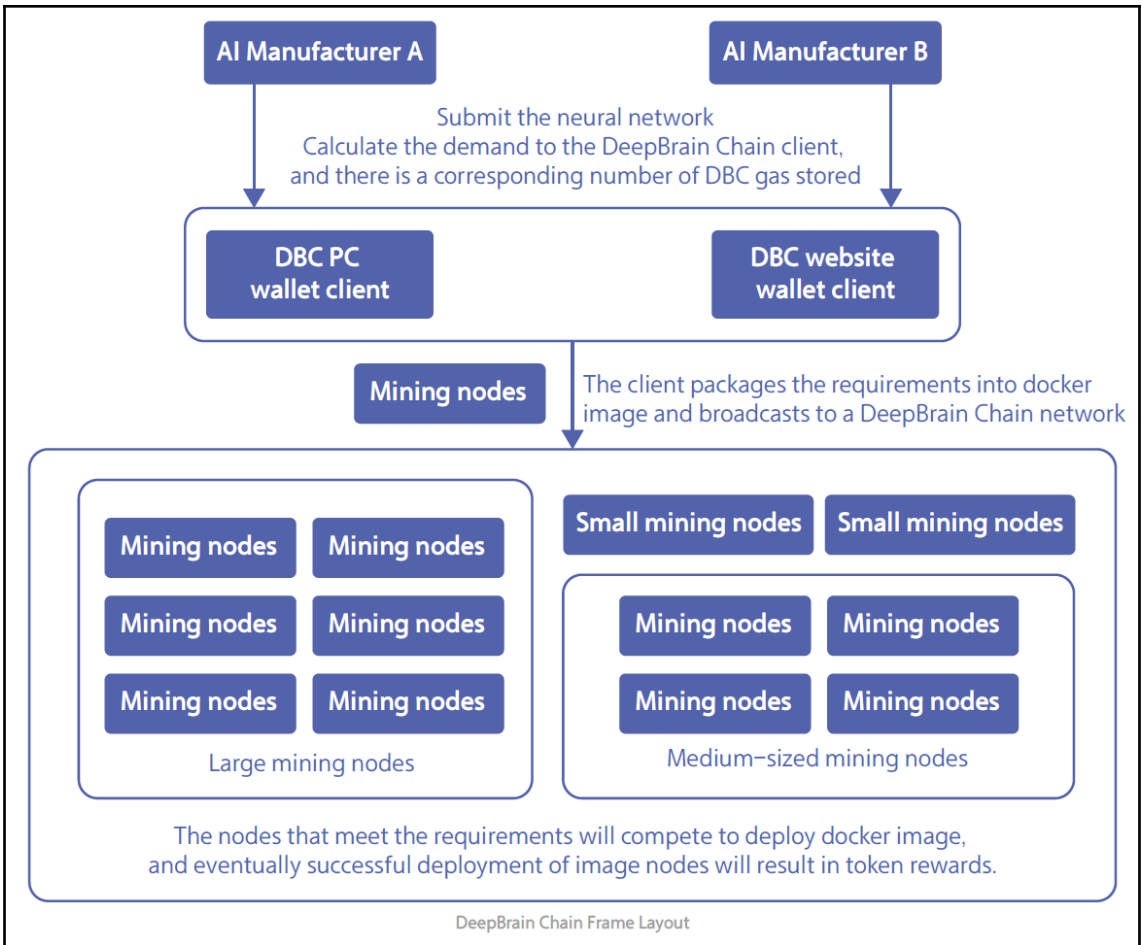 AI Manufacturer A
AI Manufacturer B
Submit the neural network
Calculate the demand to the DeepBrain Chain client,
and there is a corresponding number of DBC gas stored
DBC PC
wallet client
DBC website
wallet client
Mining nodes
The client packages the requirements into docker
image and broadcasts to a DeepBrain Chain network
Mining nodes
Mining nodes
Mining nodes
Mining nodes
Mining nodes
Mining nodes
Large mining nodes
Small mining nodes
Small mining nodes
Mining nodes
Mining nodes
Mining nodes
Mining nodes
Medium-sized mining nodes
The nodes that meet the requirements will compete to deploy docker image,
and eventually successful deployment of image nodes will result in token rewards.
DeepBrain Chain Frame Layout